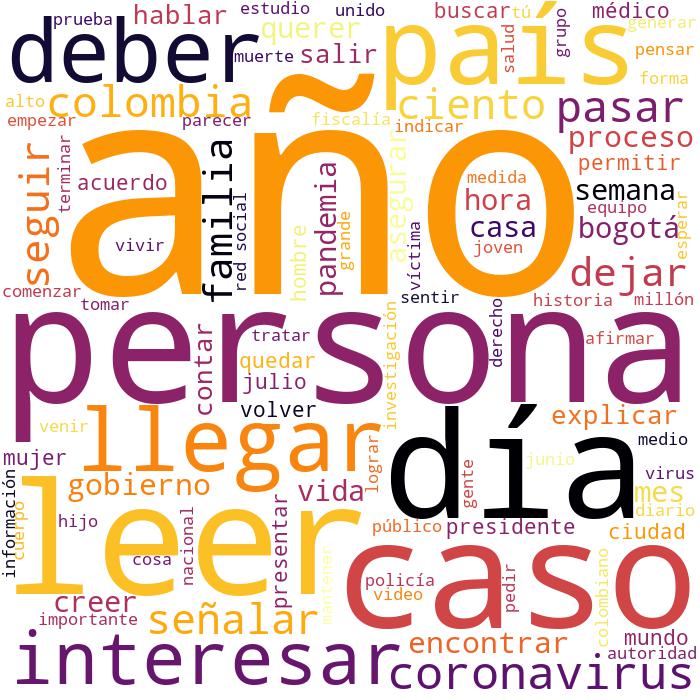 prueba
hablar
estudio
unido
buscar
tú
médico
generar
querer
deber
muerte
salir
país
salud
grupo
pensar
forma
alto
colombia
ciento
pasar
empezar
parecer
fiscalía
indicar
proceso
año
seguir
terminar
acuerdo
familia
red social
hombre
pandemia
grande
asegurar
víctima
medida
hora
casa
joven
permitir
semana
equipo
bogotá
esperar
vivir
dejar
comenzar
tomar
sentir
historia
millón
persona
contar
tratar
quedar
julio
investigación
derecho
afirmar
volver
venir
llegar
día
explicar
medio
mujer
gobierno
vida
lograr
gente
junio
virus
mes
diario
información
cuerpo
leer
hijo
nacional
cosa
presentar
mantener
público
presidente
ciudad
caso
policía
video
pedir
colombiano
creer
importante
señalar
encontrar
mundo
autoridad
interesar
coronavirus